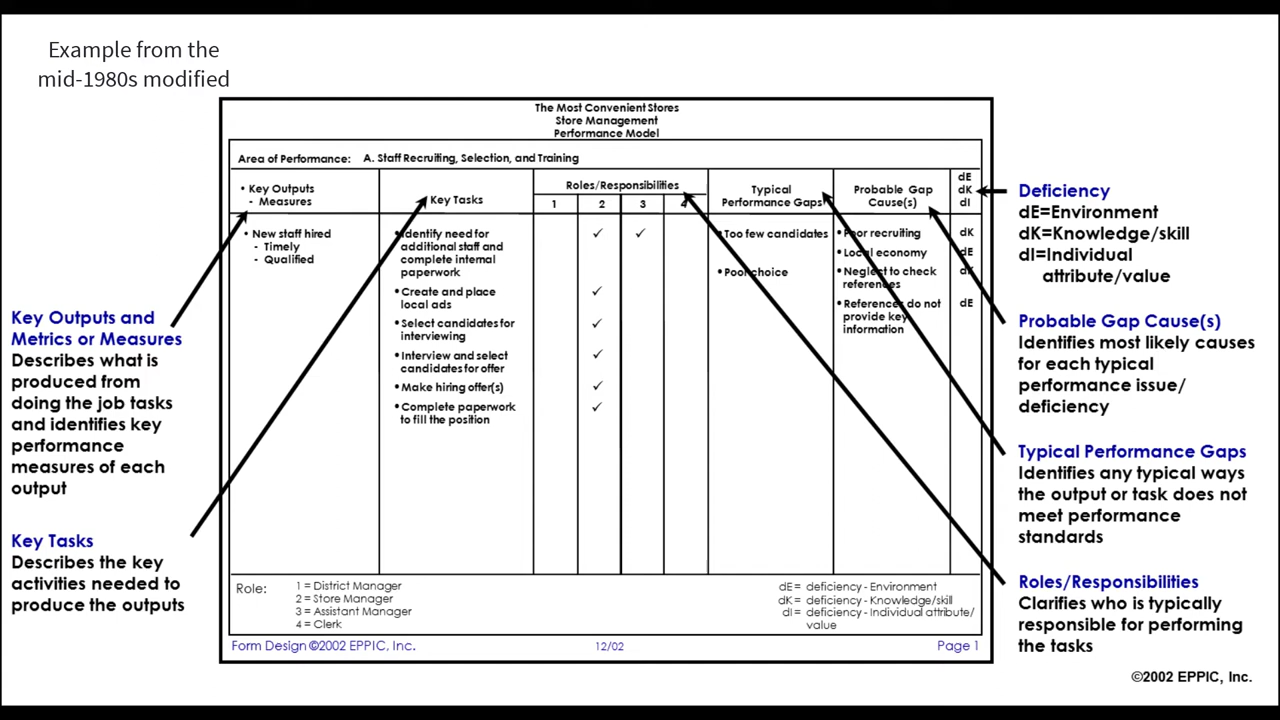 Example from the
mid-1980s modified
The Most Convenient Stores
Store Management
Performance Model
Area of Performance: A. Staff Recruiting, Selection, and Training
• Key Outputs
- Measures
Key Tasks
Roles/Responsibilities
1 2 3 4
Typical
Performance Gaps
Probable Gap
Cause(s)
dE
dK
dI
• New staff hired
- Timely
- Qualified
• Identify need for
additional staff and
complete internal
paperwork
✓ ✓
• Create and place
local ads
✓
• Select candidates for
interviewing
✓
• Interview and select
candidates for offer
✓
• Make hiring offer(s)
✓
• Complete paperwork
to fill the position
✓
• Too few candidates
• Poor choice
• Poor recruiting
• Local economy
• Neglect to check
references
• References do not
provide key
information
dK
dE
dK
dE
Role:
1 = District Manager
2 = Store Manager
3 = Assistant Manager
4 = Clerk
dE = deficiency - Environment
dK = deficiency - Knowledge/skill
dI = deficiency - Individual attribute/
value
Form Design ©2002 EPPIC, Inc.
12/02
Page 1
Key Outputs and
Metrics or Measures
Describes what is
produced from
doing the job tasks
and identifies key
performance
measures of each
output
Key Tasks
Describes the key
activities needed to
produce the outputs
Deficiency
dE=Environment
dK=Knowledge/skill
dI=Individual
attribute/value
Probable Gap Cause(s)
Identifies most likely causes
for each typical
performance issue/
deficiency
Typical Performance Gaps
Identifies any typical ways
the output or task does not
meet performance
standards
Roles/Responsibilities
Clarifies who is typically
responsible for performing
the tasks
©2002 EPPIC, Inc.